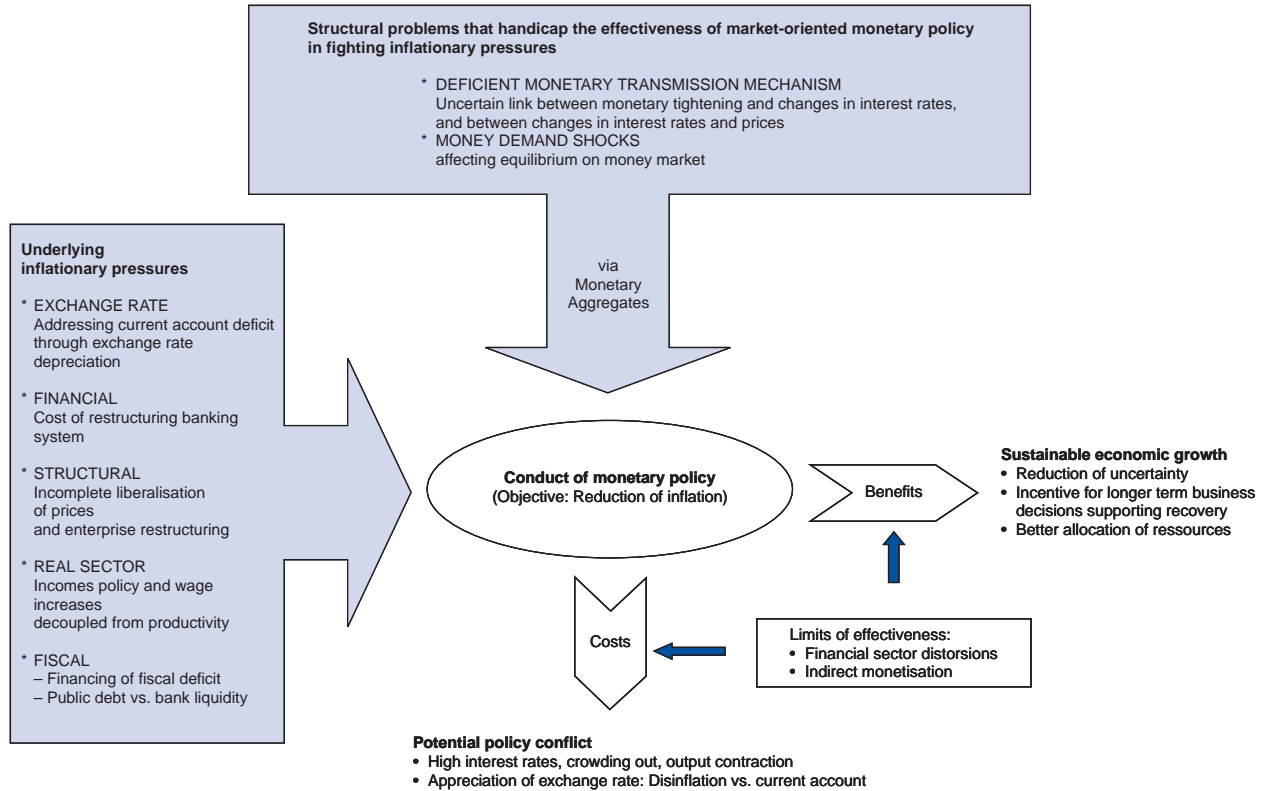 Structural problems that handicap the effectiveness of market-oriented monetary policy
in fighting inflationary pressures
* DEFICIENT MONETARY TRANSMISSION MECHANISM
Uncertain link between monetary tightening and changes in interest rates,
and between changes in interest rates and prices
* MONEY DEMAND SHOCKS
affecting equilibrium on money market
via
Monetary
Aggregates
Underlying
inflationary pressures
* EXCHANGE RATE
Addressing current account deficit
through exchange rate
depreciation
* FINANCIAL
Cost of restructuring banking
system
* STRUCTURAL
Incomplete liberalisation
of prices
and enterprise restructuring
* REAL SECTOR
Incomes policy and wage
increases
decoupled from productivity
* FISCAL
– Financing of fiscal deficit
– Public debt vs. bank liquidity
Conduct of monetary policy
(Objective: Reduction of inflation)
Benefits
Sustainable economic growth
• Reduction of uncertainty
• Incentive for longer term business
decisions supporting recovery
• Better allocation of ressources
Costs
Limits of effectiveness:
• Financial sector distorsions
• Indirect monetisation
Potential policy conflict
• High interest rates, crowding out, output contraction
• Appreciation of exchange rate: Disinflation vs. current account